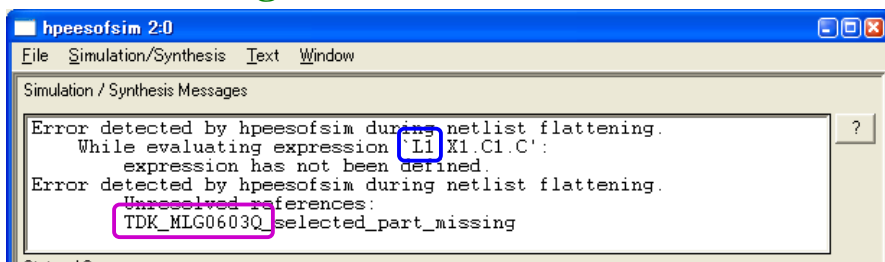 hpeesofsim 2:0
File Simulation/Synthesis Text Window
Simulation / Synthesis Messages
Error detected by hpeesofsim during netlist flattening.
While evaluating expression `L1.X1.C1.C':
expression has not been defined.
Error detected by hpeesofsim during netlist flattening.
Unresolved references:
TDK_MLG0603Q_selected_part_missing
?